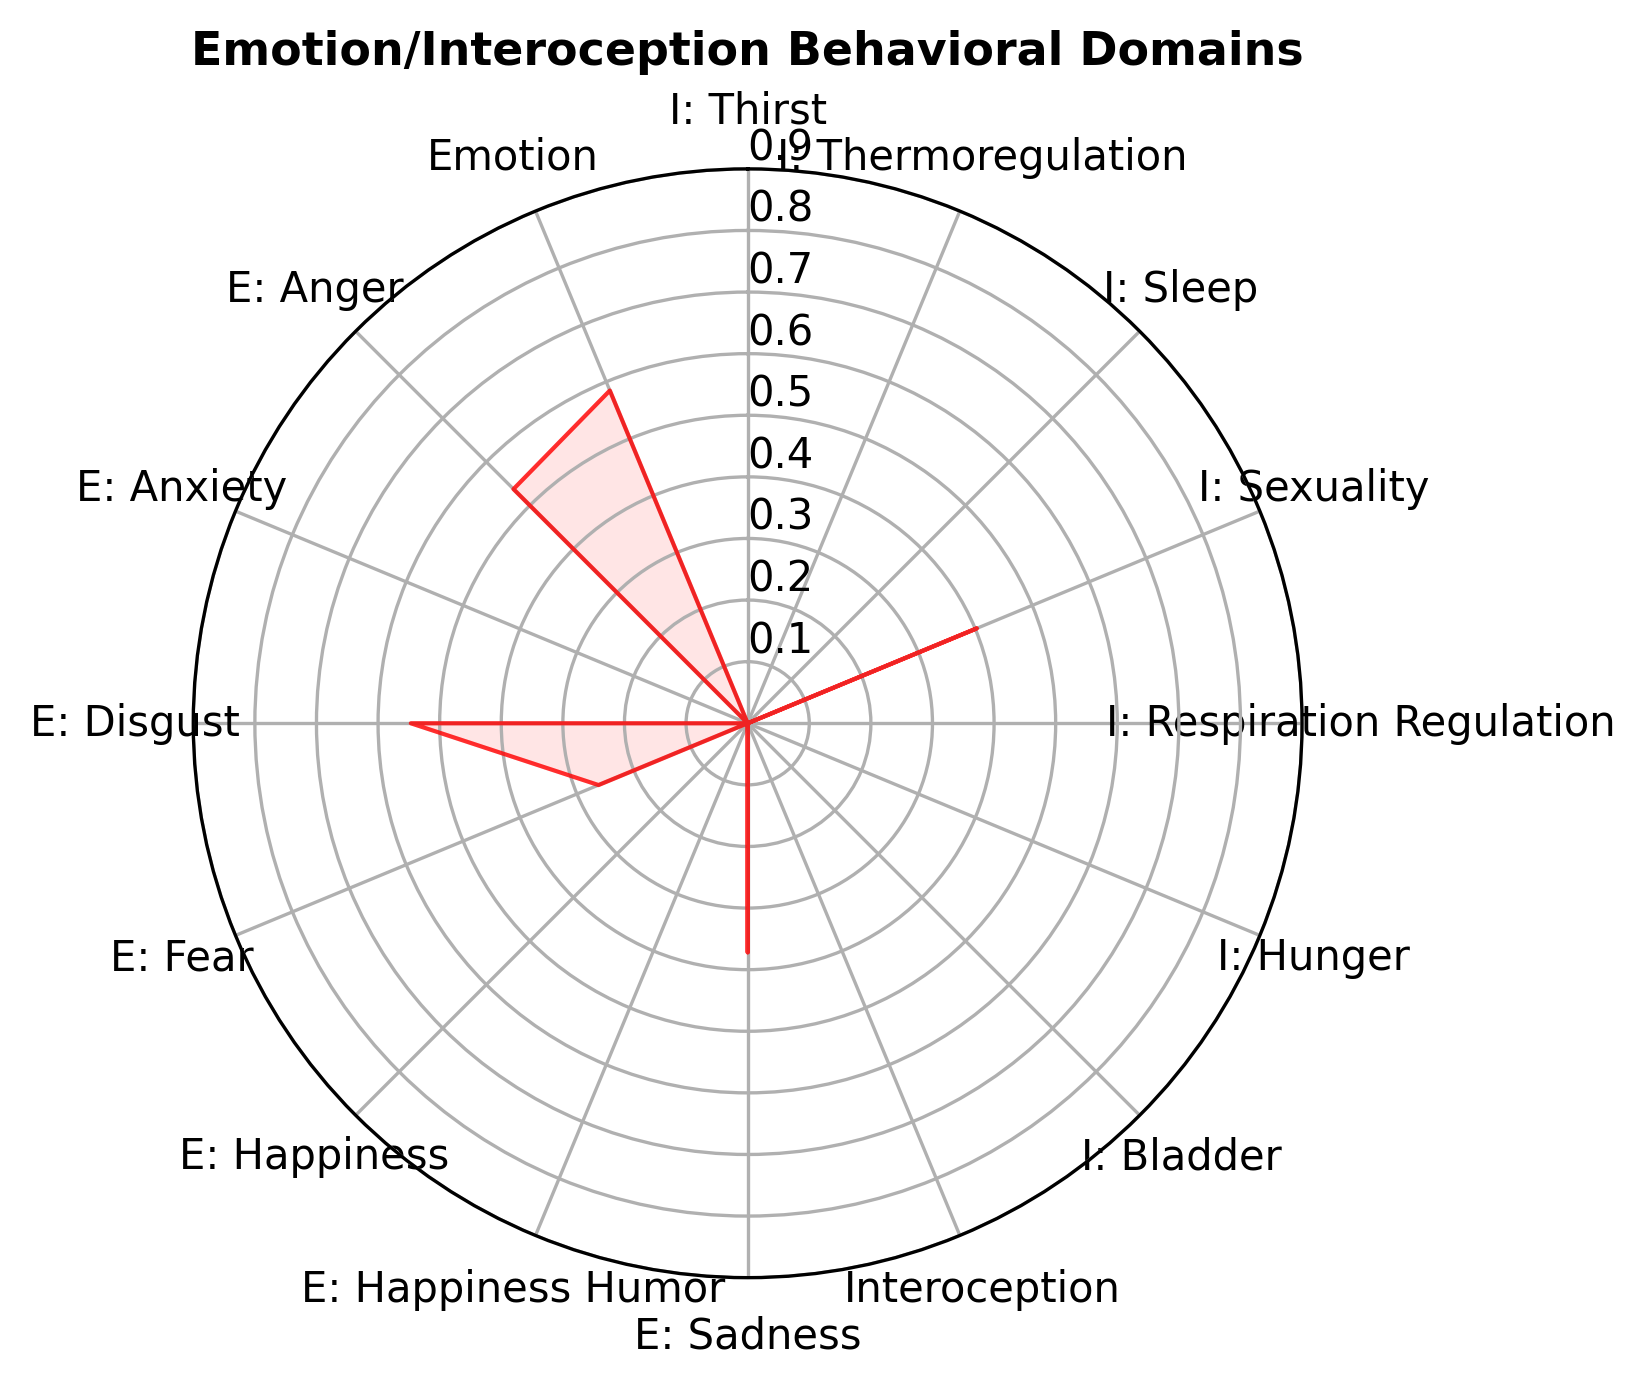 Emotion/Interoception Behavioral Domains
I: Thirst
0.9
Emotion
I: Thermoregulation
0.8
0.7
E: Anger
I: Sleep
0.6
0.5
0.4
E: Anxiety
I: Sexuality
0.3
0.2
0.1
E: Disgust
I: Respiration Regulation
E: Fear
I: Hunger
E: Happiness
I: Bladder
E: Happiness Humor
Interoception
E: Sadness